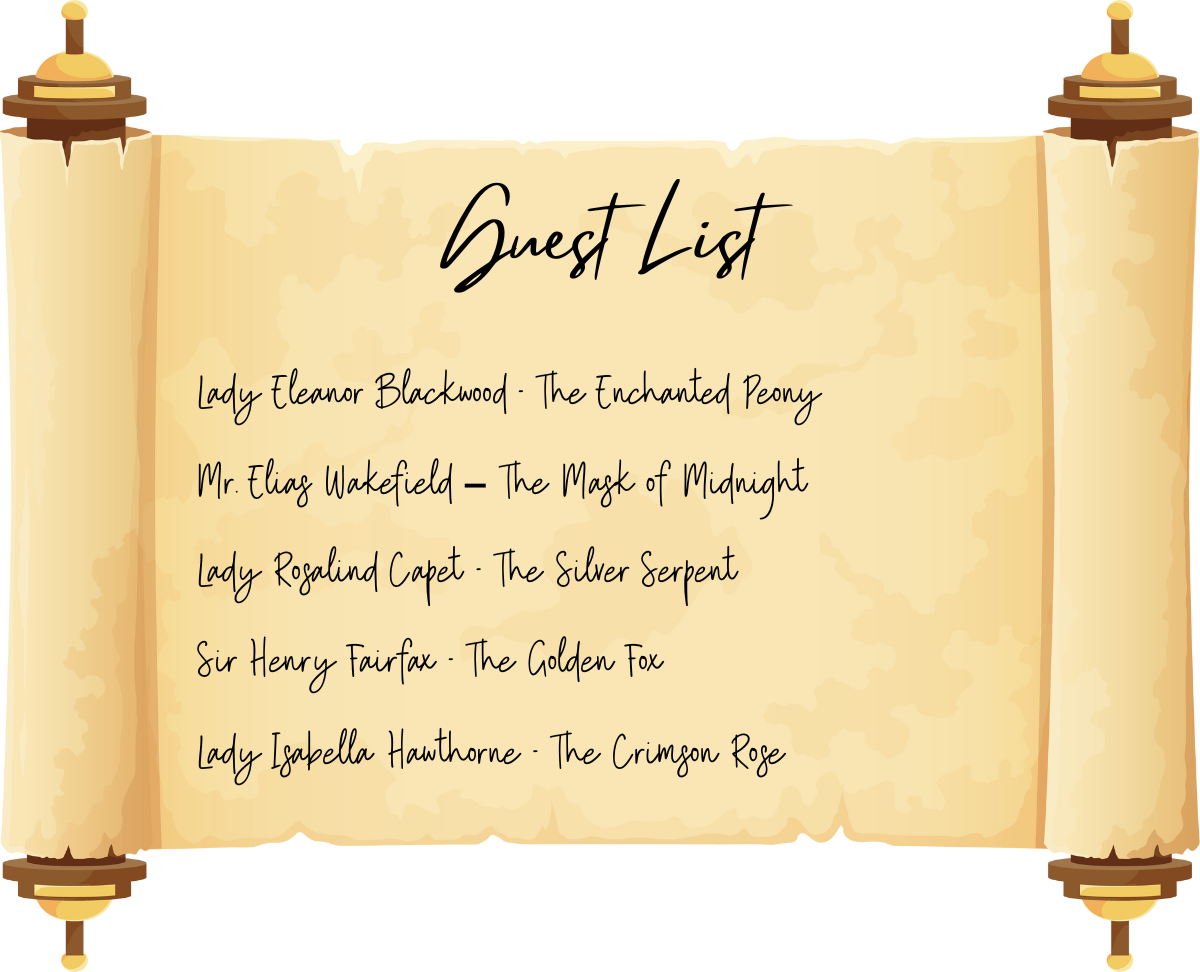 Guest List
Lady Eleanor Blackwood - The Enchanted Peony
Mr. Elias Wakefield – The Mask of Midnight
Lady Rosalind Capet - The Silver Serpent
Sir Henry Fairfax - The Golden Fox
Lady Isabella Hawthorne - The Crimson Rose